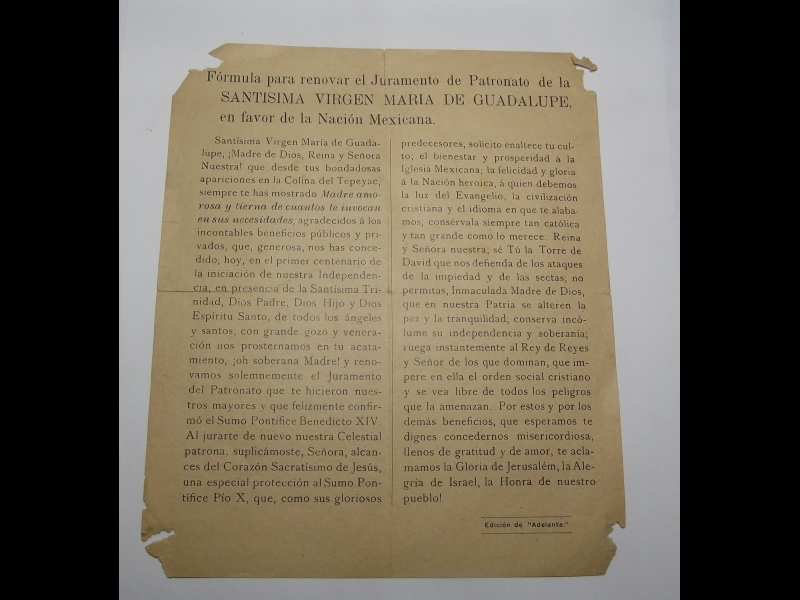 Fórmula para renovar el Juramento de Patronato de la
SANTISIMA VIRGEN MARIA DE GUADALUPE,
en favor de la Nación Mexicana.
Santísima Virgen María de Guada-
lupe, ¡Madre de Dios, Reina y Señora
Nuestra! que desde tus bondadosas
apariciones en la Colina del Tepeyac,
siempre te has mostrado Madre amo-
rosa y tierna de cuantos te invocan
en sus necesidades; agradecidos á los
incontables beneficios públicos y pri-
vados, que, generosa, nos has conce-
dido; hoy, en el primer centenario de
la iniciación de nuestra Independen-
cia, en presencia de la Santísima Tri-
nidad, Dios Padre, Dios Hijo y Dios
Espíritu Santo, de todos los ángeles
y santos, con grande gozo y venera-
ción nos prosternamos en tu acata-
miento, ¡oh soberana Madre! y reno-
vamos solemnemente el Juramento
del Patronato que te hicieron nues-
tros mayores y que felizmente confir-
mó el Sumo Pontífice Benedicto XIV.
Al jurarte de nuevo nuestra Celestial
patrona, suplicámoste, Señora, alcan-
ces del Corazón Sacratísimo de Jesús,
una especial protección al Sumo Pon-
tífice Pío X, que, como sus gloriosos
predecesores, solícito enaltece tu cul-
to; el bienestar y prosperidad á la
Iglesia Mexicana; la felicidad y gloria
á la Nación heroica, á quien debemos
la luz del Evangelio, la civilización
cristiana y el idioma en que te alaba-
mos; consérvala siempre tan católica
y tan grande como lo merece. Reina
y Señora nuestra, sé Tú la Torre de
David que nos defienda de los ataques
de la impiedad y de las sectas; no
permitas, Inmaculada Madre de Dios,
que en nuestra Patria se alteren la
paz y la tranquilidad; conserva incó-
lume su independencia y soberanía;
ruega instantemente al Rey de Reyes
y Señor de los que dominan, que im-
pere en ella el orden social cristiano
y se vea libre de todos los peligros
que la amenazan. Por estos y por los
demás beneficios, que esperamos te
dignes concedernos misericordiosa,
llenos de gratitud y de amor, te acla-
mamos la Gloria de Jerusalém, la Ale-
gría de Israel, la Honra de nuestro
pueblo!
Edición de "Adelante."